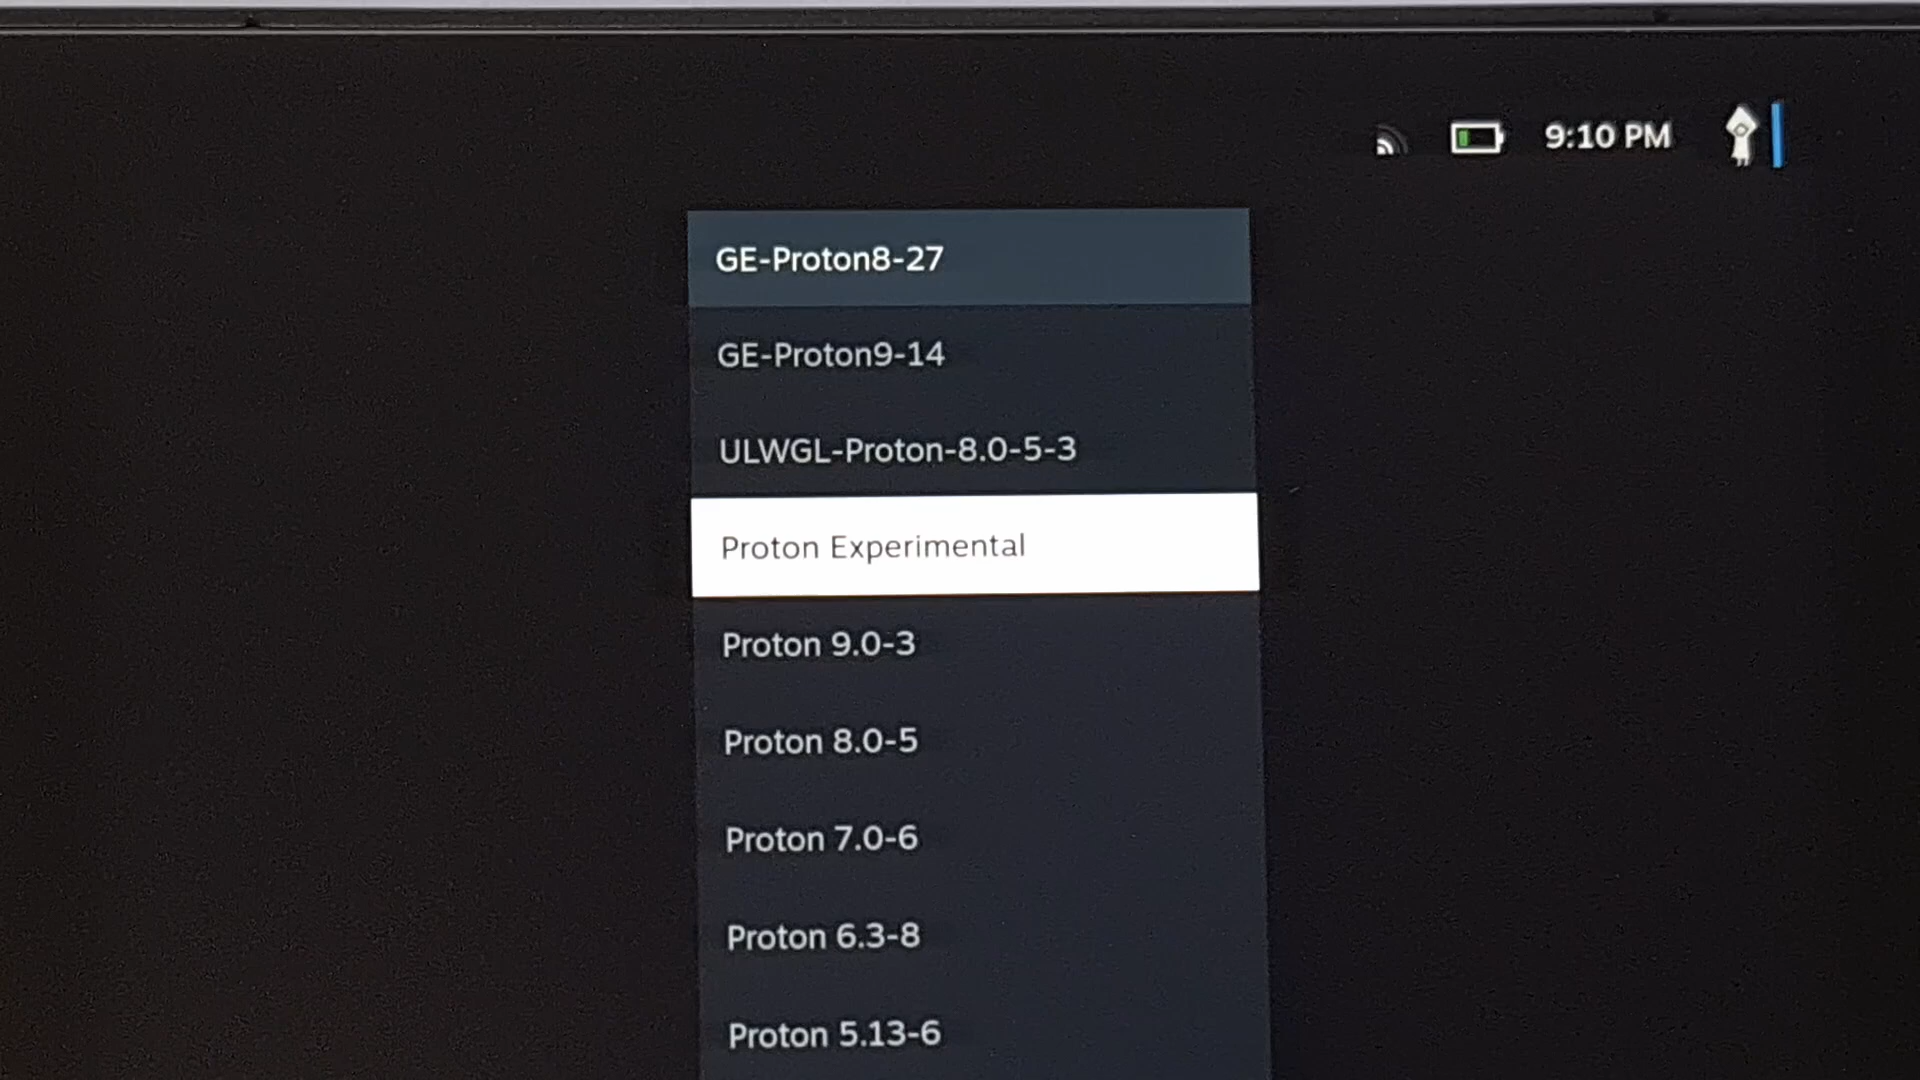 9:10 PM
GE-Proton8-27
GE-Proton9-14
ULWGL-Proton-8.0-5-3
Proton Experimental
Proton 9.0-3
Proton 8.0-5
Proton 7.0-6
Proton 6.3-8
Proton 5.13-6